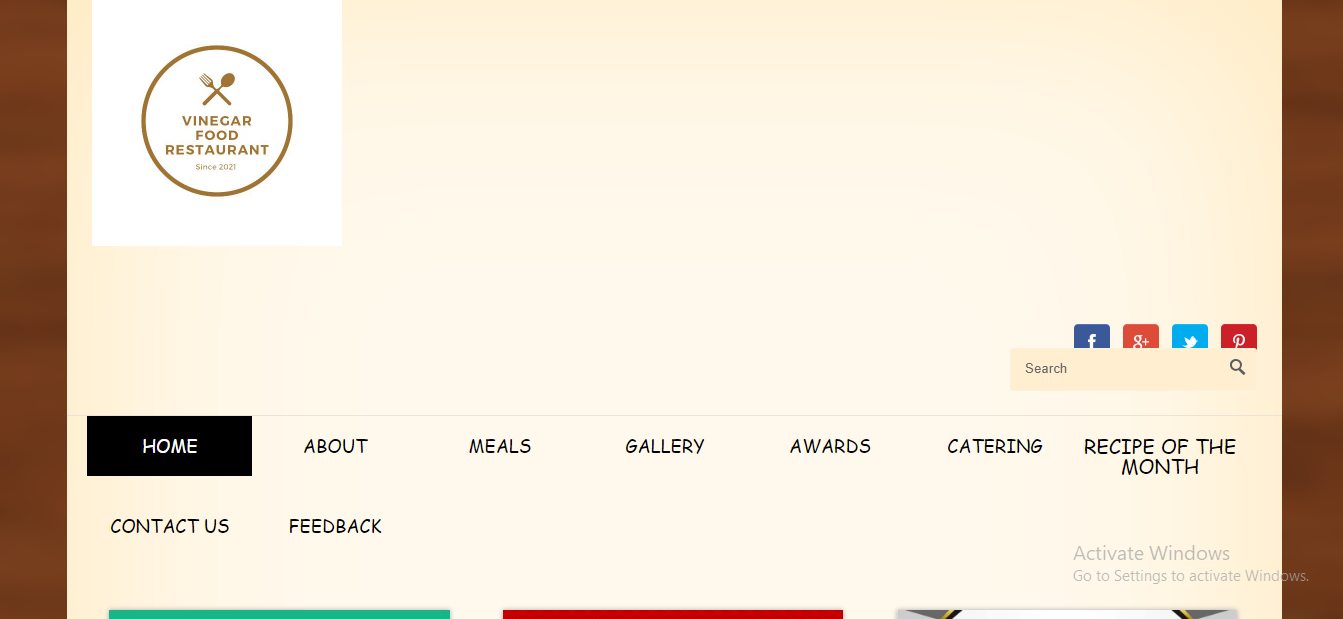 VINEGAR
FOOD
RESTAURANT
Since 2021
f
g+
Search
HOME
ABOUT
MEALS
GALLERY
AWARDS
CATERING
RECIPE OF THE
MONTH
CONTACT US
FEEDBACK
Activate Windows
Go to Settings to activate Windows.